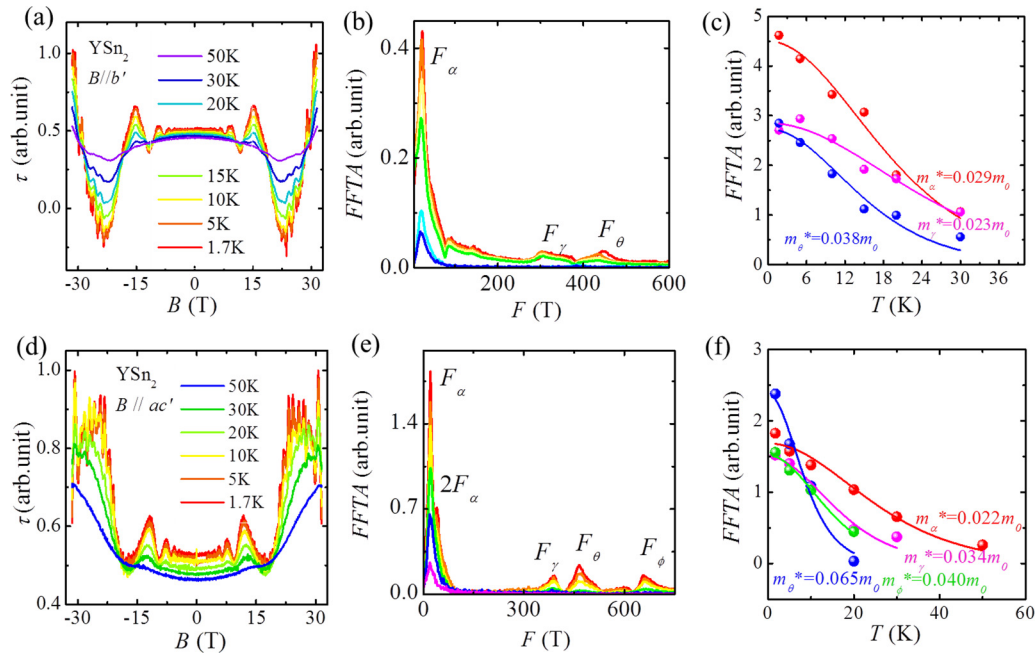 (a)
YSn2
B//b′
50K
30K
20K
15K
10K
5K
1.7K
τ (arb.unit)
1.0
0.5
0.0
-30 -15 0 15 30
B (T)
(b)
Fα
Fγ
Fθ
FFTA (arb.unit)
0.4
0.2
0.0
200 400 600
F (T)
(c)
FFTA (arb.unit)
5
4
3
2
1
0
mα*=0.029m0
mγ*=0.023m0
mθ*=0.038m0
0 6 12 18 24 30 36
T (K)
(d)
YSn2
B // ac′
50K
30K
20K
10K
5K
1.7K
τ (arb.unit)
1.0
0.8
0.6
0.4
-30 -15 0 15 30
B (T)
(e)
Fα
2Fα
Fγ
Fθ
Fϕ
FFTA (arb.unit)
1.4
0.7
0.0
0 200 400 600
F (T)
(f)
FFTA (arb.unit)
3
2
1
0
mα*=0.022m0
mγ*=0.034m0
mθ*=0.065m0
mϕ*=0.040m0
0 20 40 60
T (K)